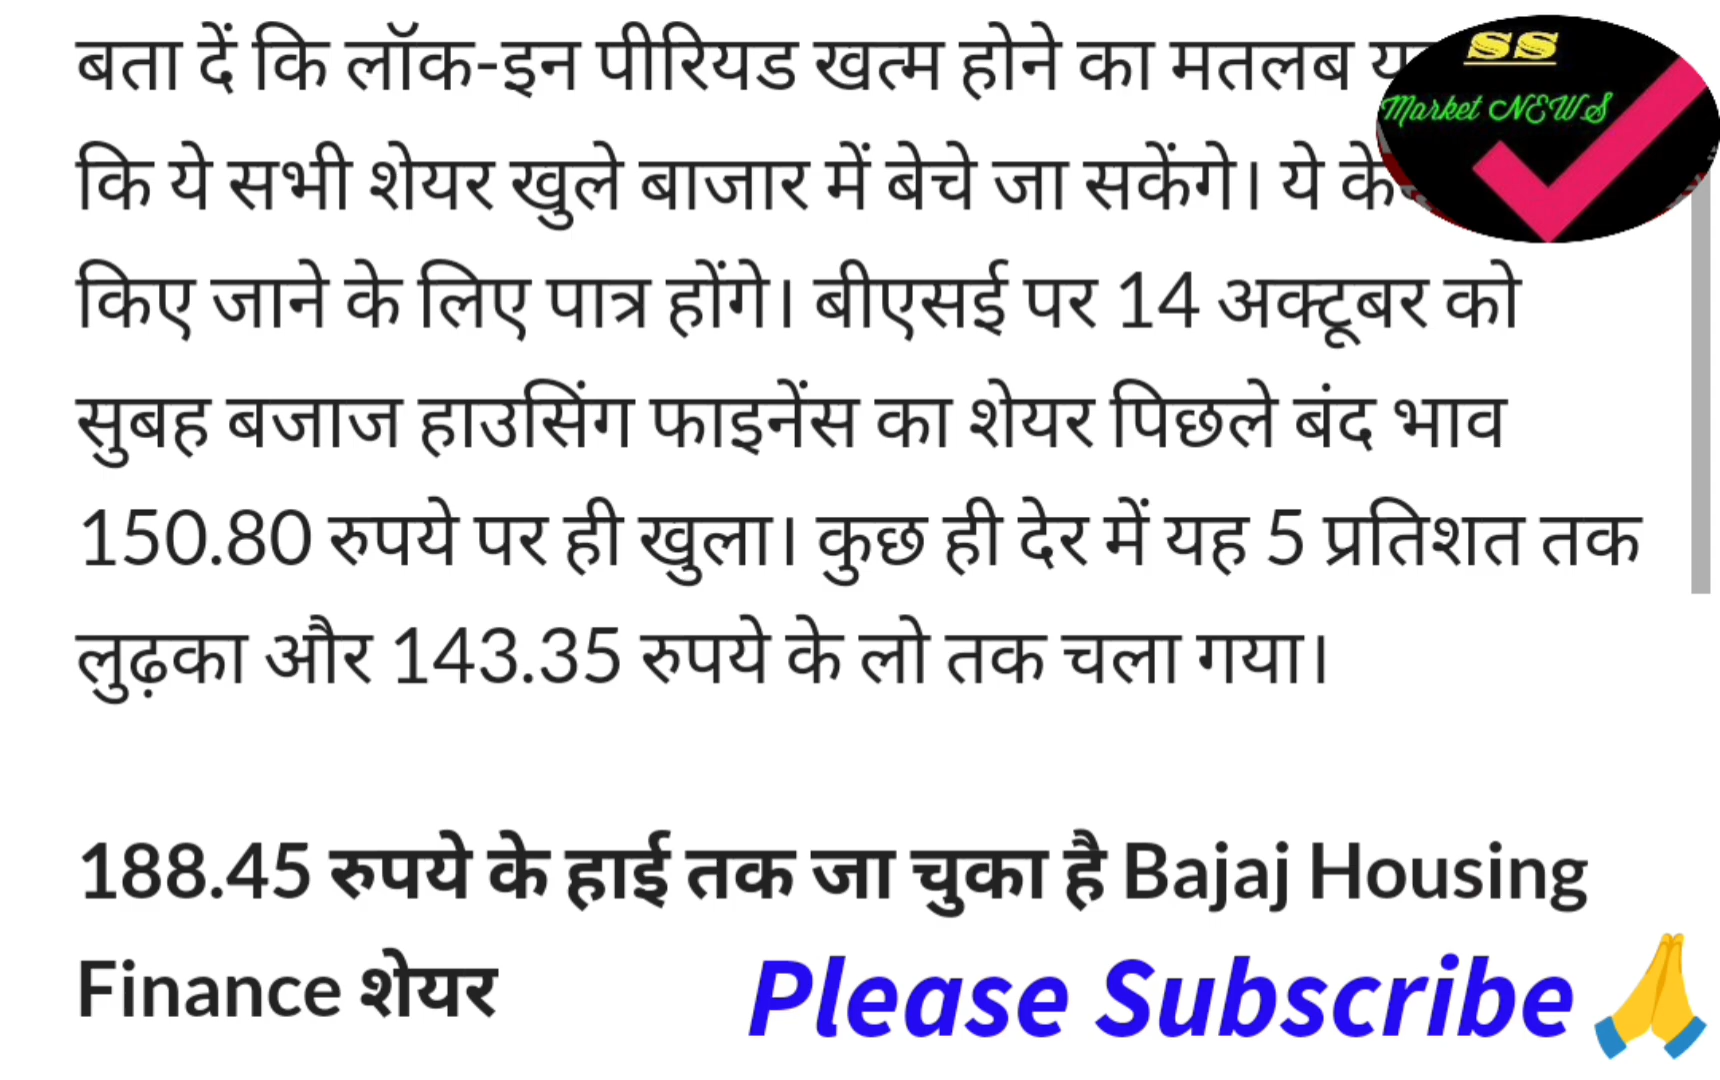 बता दें कि लॉक-इन पीरियड खत्म होने का मतलब
कि ये सभी शेयर खुले बाजार में बेचे जा सकेंगे। ये
किए जाने के लिए पात्र होंगे। बीएसई पर 14 अक्टूबर को
सुबह बजाज हाउसिंग फाइनेंस का शेयर पिछले बंद भाव
150.80 रुपये पर ही खुला। कुछ ही देर में यह 5 प्रतिशत तक
लुढ़का और 143.35 रुपये के लो तक चला गया।
188.45 रुपये के हाई तक जा चुका है Bajaj Housing
Finance शेयर
SS
Market NEWS
Please Subscribe